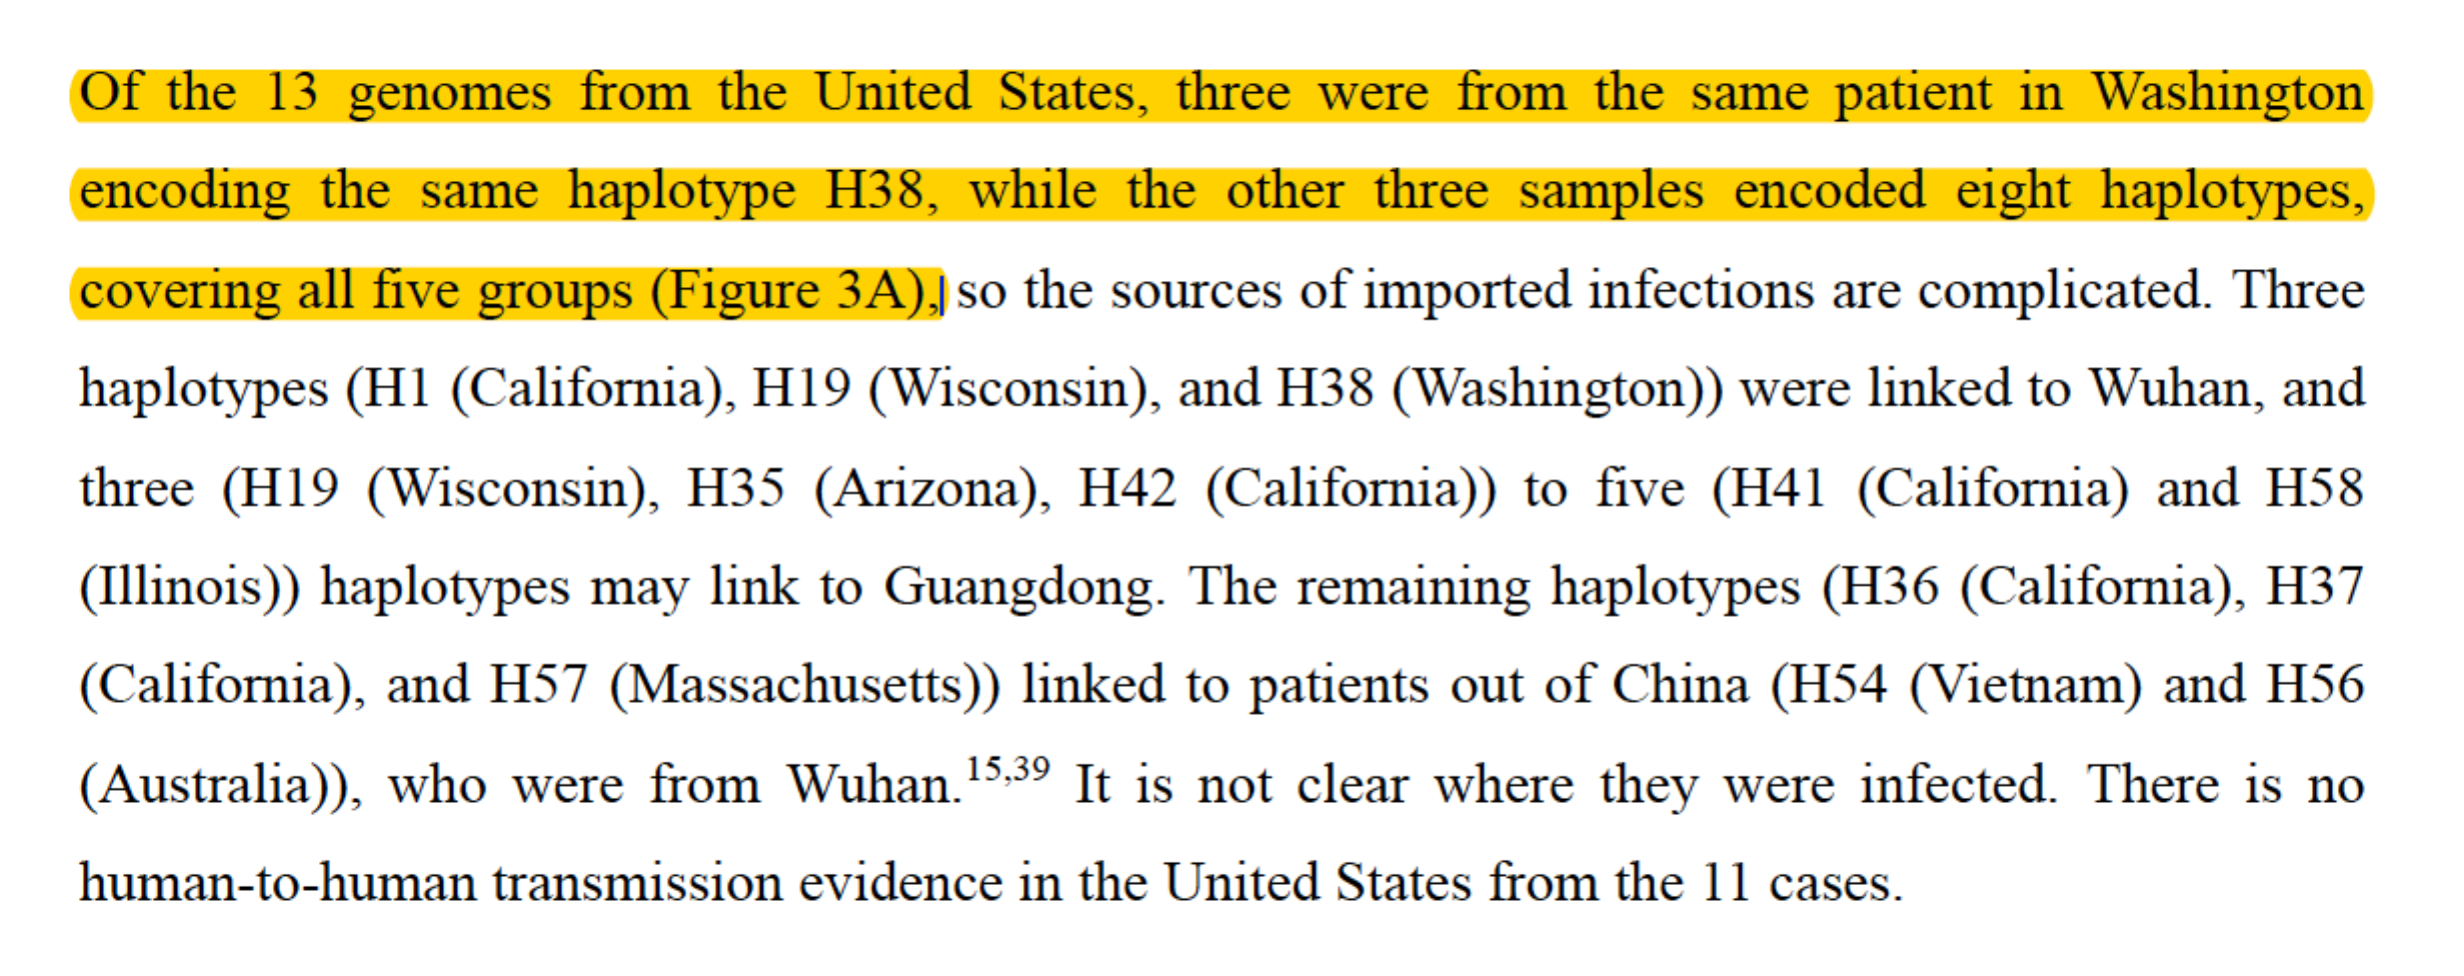 Of the 13 genomes from the United States, three were from the same patient in Washington
encoding the same haplotype H38, while the other three samples encoded eight haplotypes,
covering all five groups (Figure 3A), so the sources of imported infections are complicated. Three
haplotypes (H1 (California), H19 (Wisconsin), and H38 (Washington)) were linked to Wuhan, and
three (H19 (Wisconsin), H35 (Arizona), H42 (California)) to five (H41 (California) and H58
(Illinois)) haplotypes may link to Guangdong. The remaining haplotypes (H36 (California), H37
(California), and H57 (Massachusetts)) linked to patients out of China (H54 (Vietnam) and H56
(Australia)), who were from Wuhan.15,39 It is not clear where they were infected. There is no
human-to-human transmission evidence in the United States from the 11 cases.